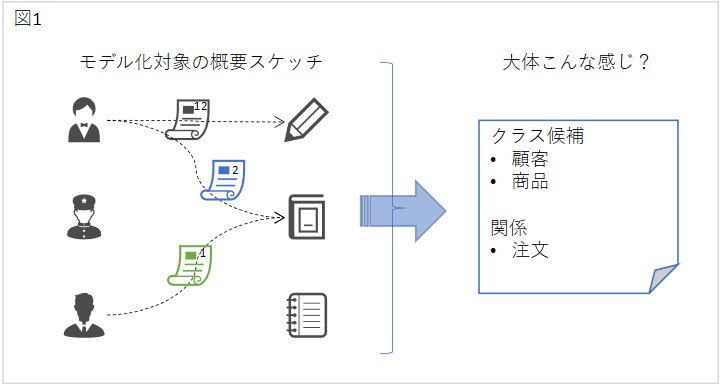 図1
モデル化対象の概要スケッチ
大体こんな感じ？
12
2
1
クラス候補
• 顧客
• 商品
関係
• 注文